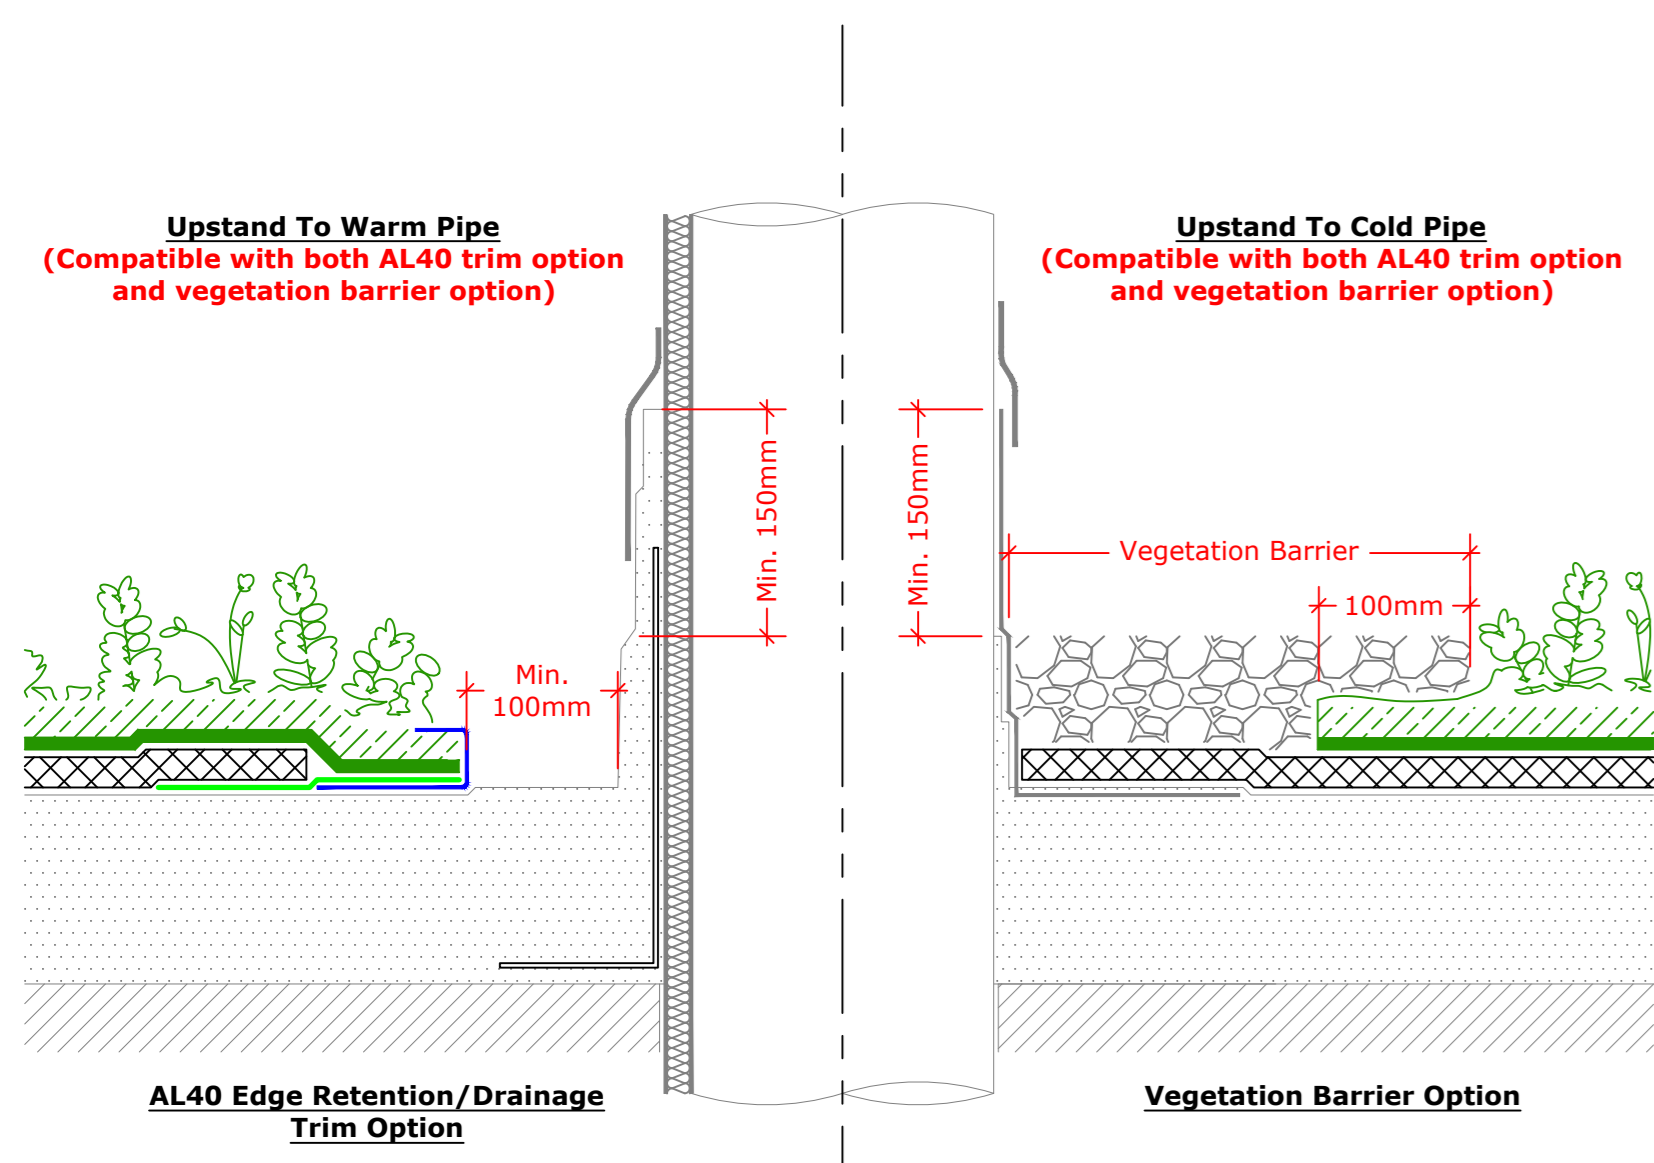 Upstand To Warm Pipe
(Compatible with both AL40 trim option
and vegetation barrier option)
Upstand To Cold Pipe
(Compatible with both AL40 trim option
and vegetation barrier option)
Min. 150mm
Min. 150mm
Vegetation Barrier
100mm
Min.
100mm
AL40 Edge Retention/Drainage
Trim Option
Vegetation Barrier Option